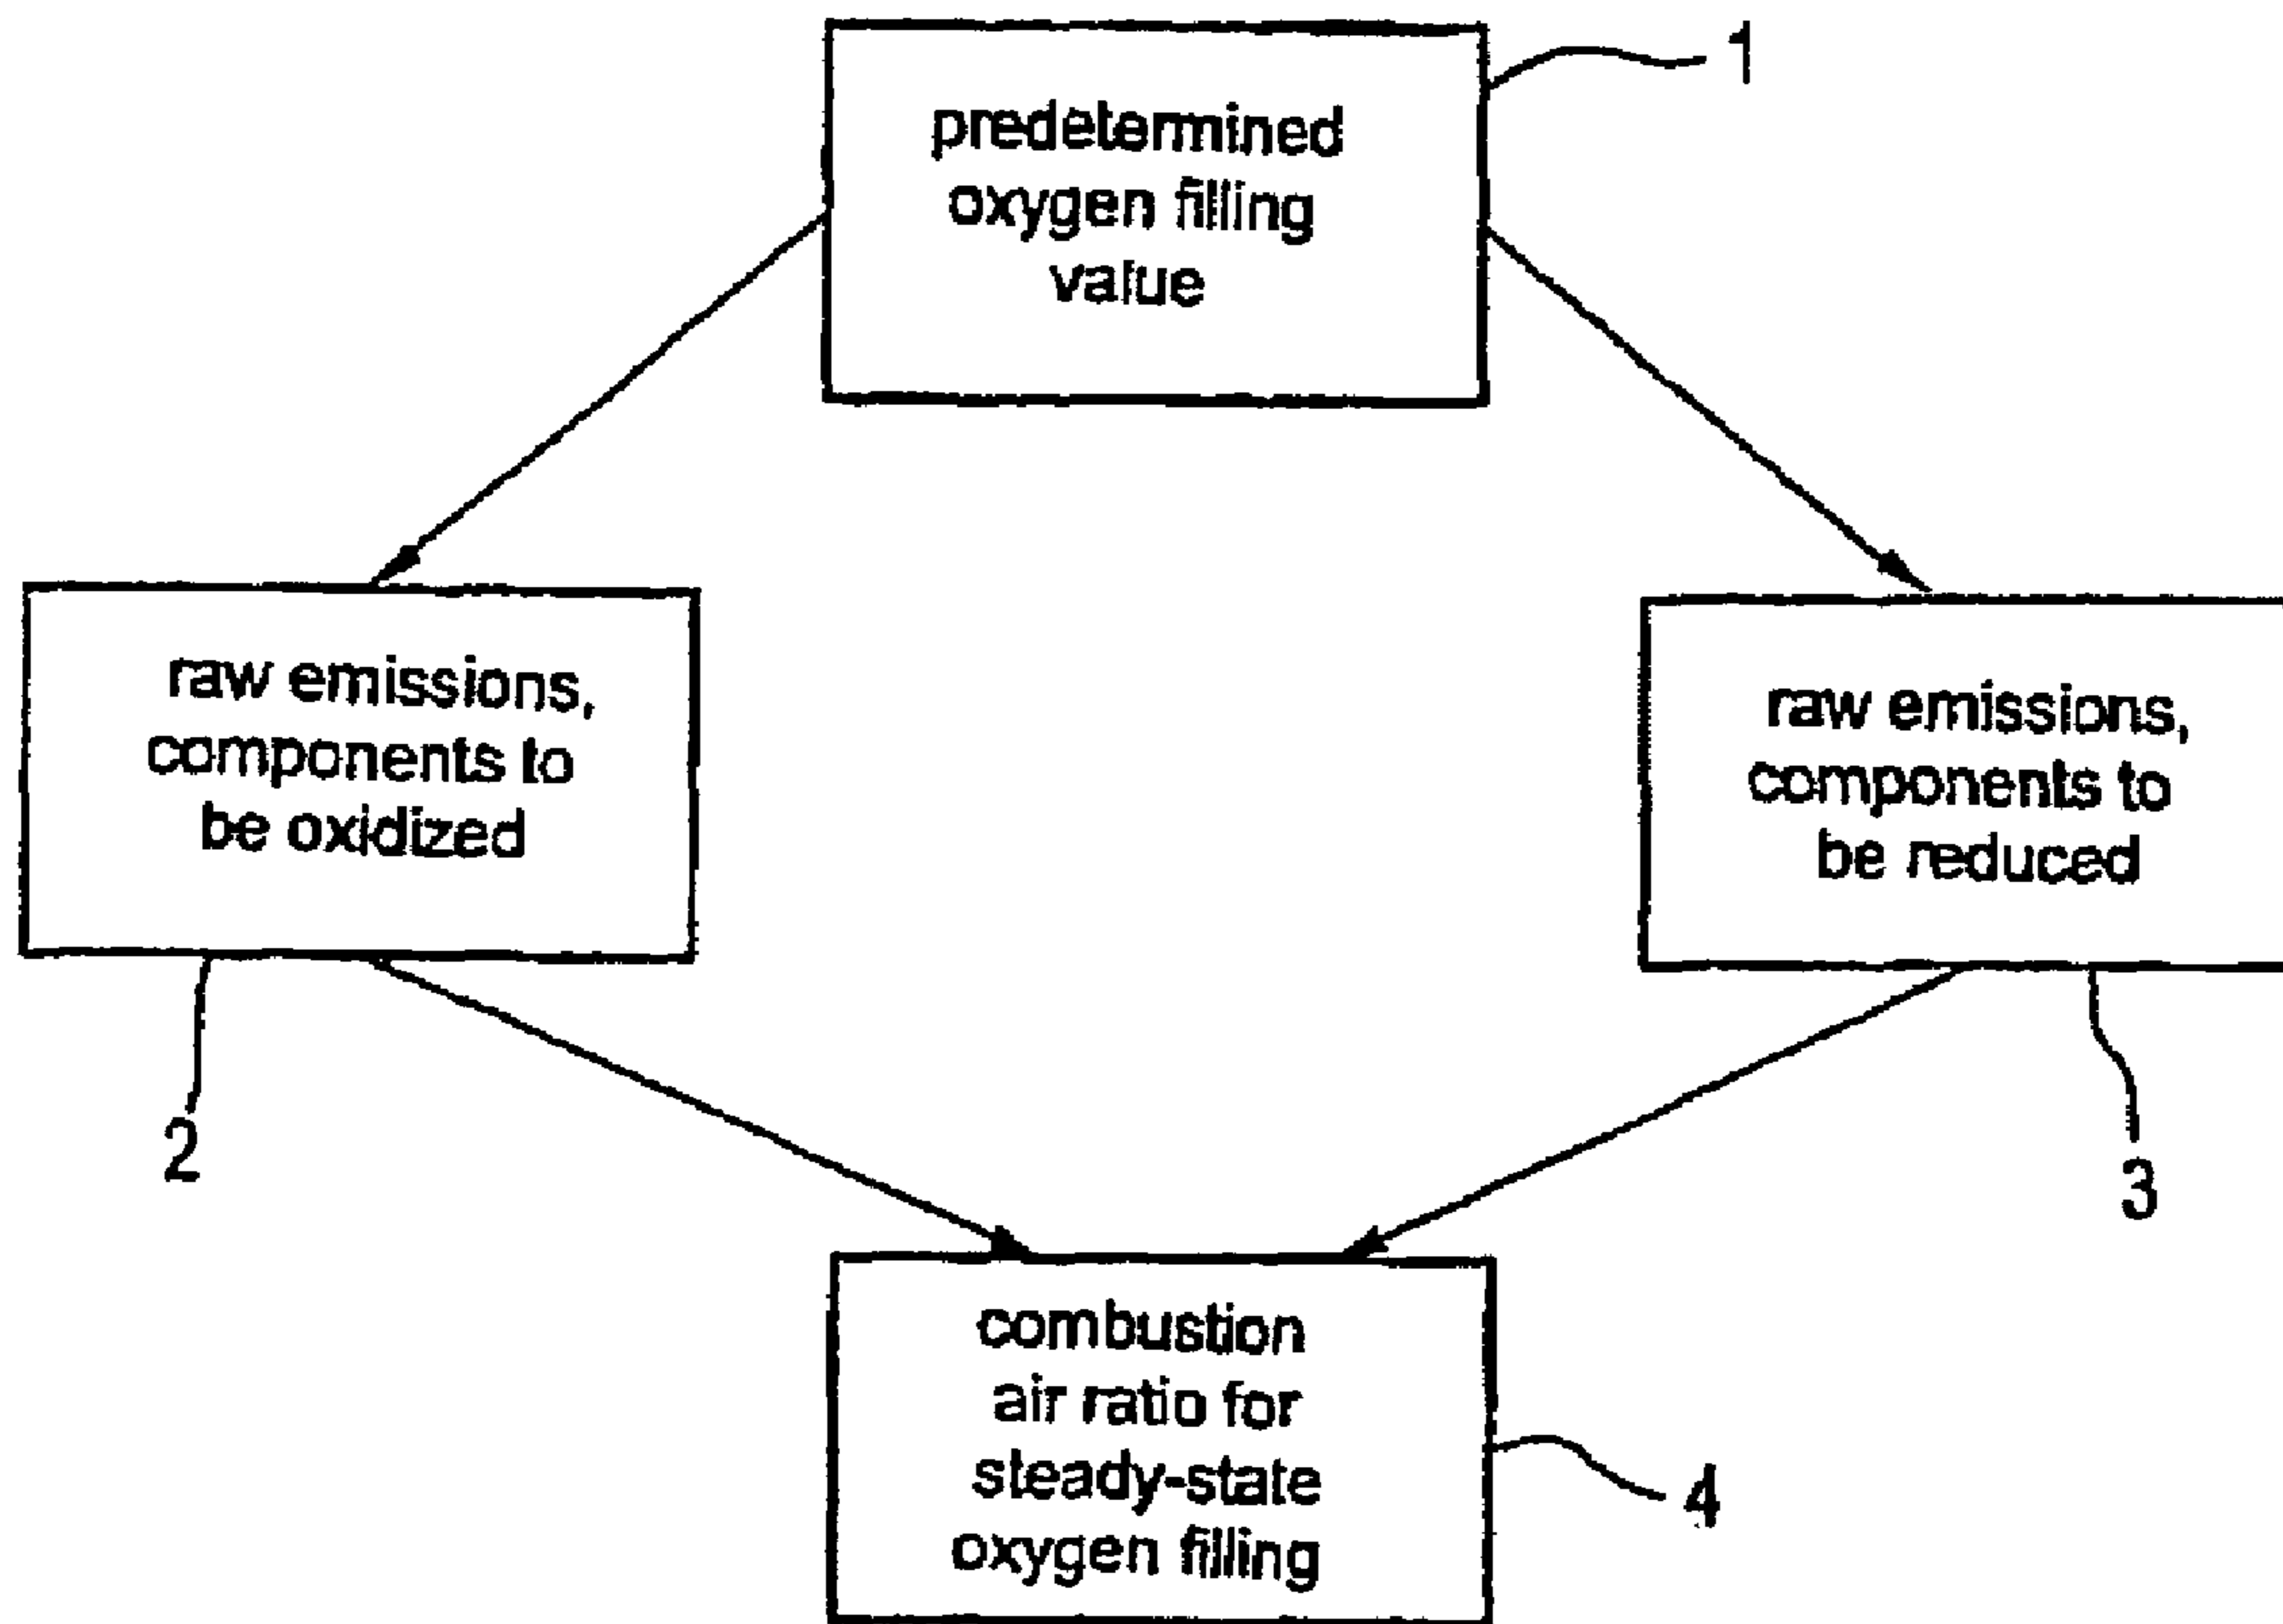 1
predetermined
oxygen filling
value
raw emissions,
components to
be oxidized
raw emissions,
components to
be reduced
2
3
combustion
air ratio for
steady-state
oxygen filling
4